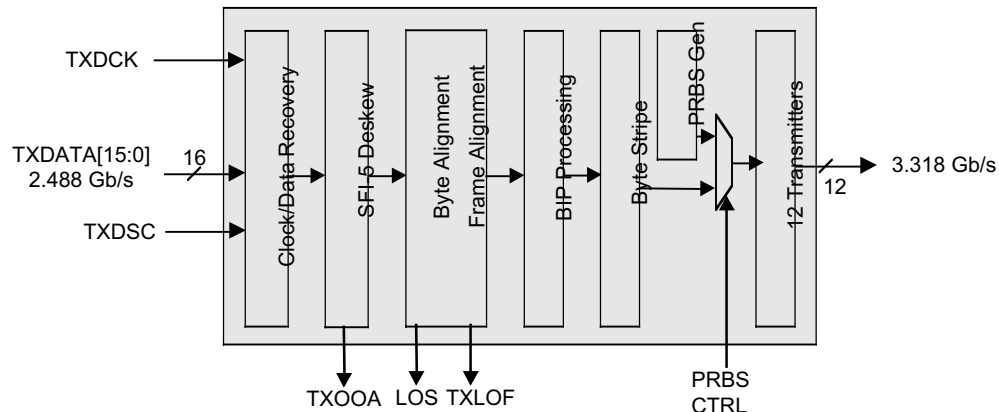 TXDCK
TXDATA[15:0]
2.488 Gb/s
16
TXDSC
Clock/Data Recovery
SFI-5 Deskew
Byte Alignment
Frame Alignment
BIP Processing
Byte Stripe
PRBS Gen
12 Transmitters
12
3.318 Gb/s
TXOOA
LOS
TXLOF
PRBS
CTRL